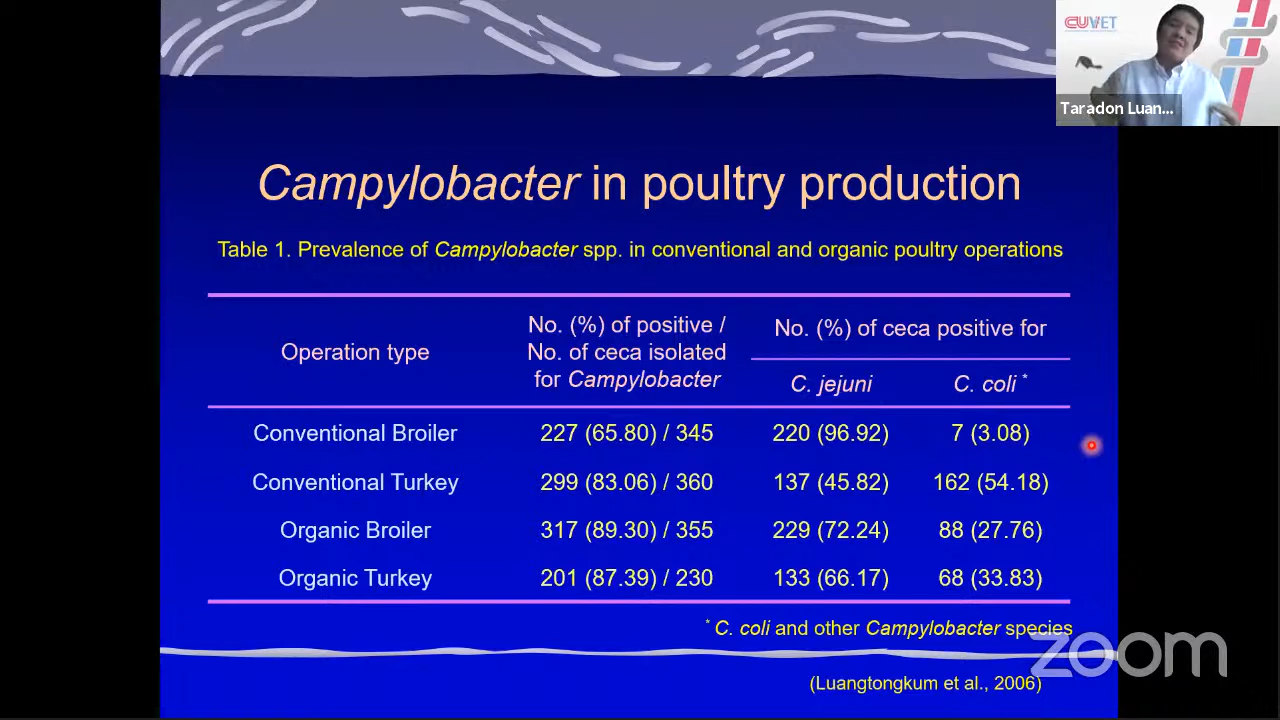 CUVET
Taradon Luan...
Campylobacter in poultry production
Table 1. Prevalence of Campylobacter spp. in conventional and organic poultry operations
Operation type
No. (%) of positive /
No. of ceca isolated
for Campylobacter
No. (%) of ceca positive for
C. jejuni
C. coli *
Conventional Broiler 227 (65.80) / 345 220 (96.92) 7 (3.08)
Conventional Turkey 299 (83.06) / 360 137 (45.82) 162 (54.18)
Organic Broiler 317 (89.30) / 355 229 (72.24) 88 (27.76)
Organic Turkey 201 (87.39) / 230 133 (66.17) 68 (33.83)
* C. coli and other Campylobacter species
zoom
(Luangtongkum et al., 2006)